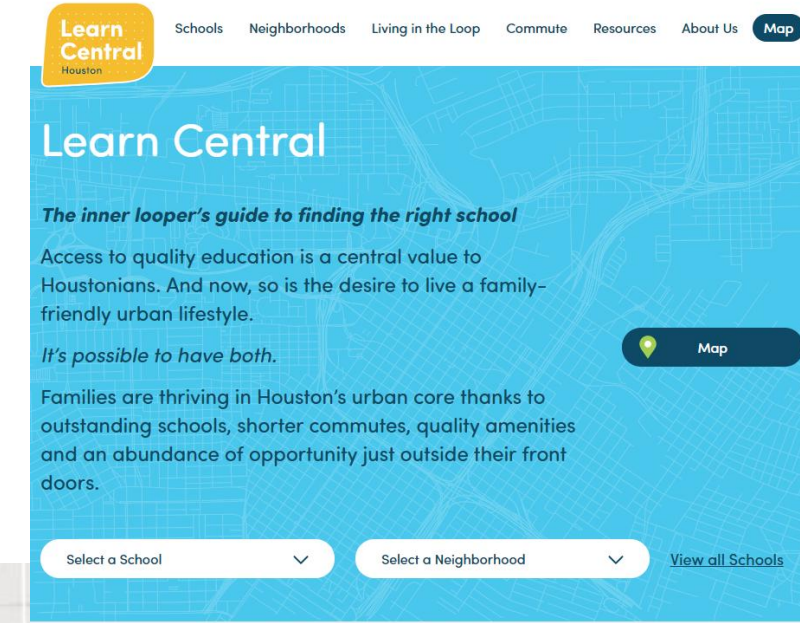 Learn
Central
Houston
Schools Neighborhoods Living in the Loop Commute Resources About Us Map
Learn Central
The inner looper's guide to finding the right school
Access to quality education is a central value to
Houstonians. And now, so is the desire to live a family-
friendly urban lifestyle.
It's possible to have both.
Map
Families are thriving in Houston's urban core thanks to
outstanding schools, shorter commutes, quality amenities
and an abundance of opportunity just outside their front
doors.
Select a School Select a Neighborhood View all Schools